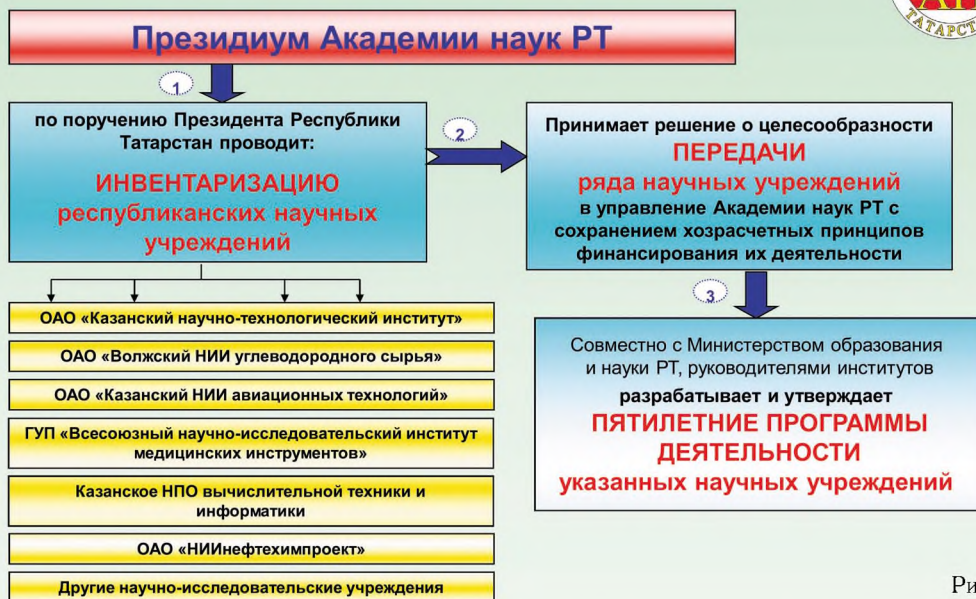 Президиум Академии наук РТ
1
по поручению Президента Республики
Татарстан проводит:
ИНВЕНТАРИЗАЦИЮ
республиканских научных
учреждений
2
Принимает решение о целесообразности
ПЕРЕДАЧИ
ряда научных учреждений
в управление Академии наук РТ с
сохранением хозрасчетных принципов
финансирования их деятельности
3
Совместно с Министерством образования
и науки РТ, руководителями институтов
разрабатывает и утверждает
ПЯТИЛЕТНИЕ ПРОГРАММЫ
ДЕЯТЕЛЬНОСТИ
указанных научных учреждений
ОАО «Казанский научно-технологический институт»
ОАО «Волжский НИИ углеводородного сырья»
ОАО «Казанский НИИ авиационных технологий»
ГУП «Всесоюзный научно-исследовательский институт
медицинских инструментов»
Казанское НПО вычислительной техники и
информатики
ОАО «НИИнефтехимпроект»
Другие научно-исследовательские учреждения